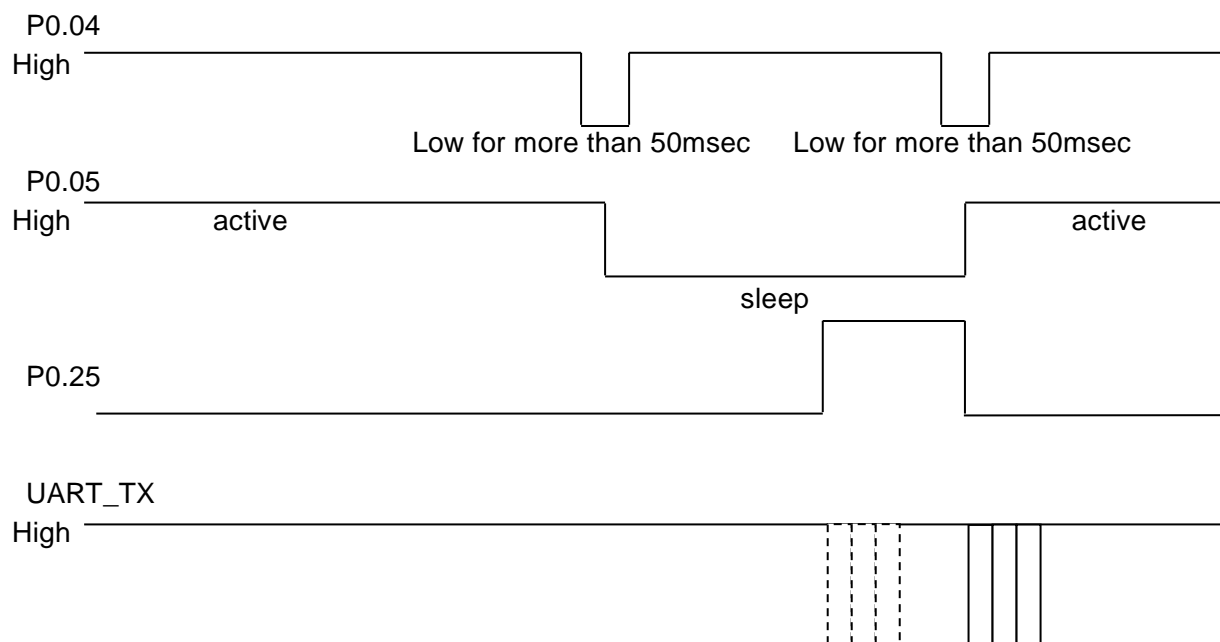 P0.04
High
Low for more than 50msec Low for more than 50msec
P0.05
High active active
sleep
P0.25
UART_TX
High